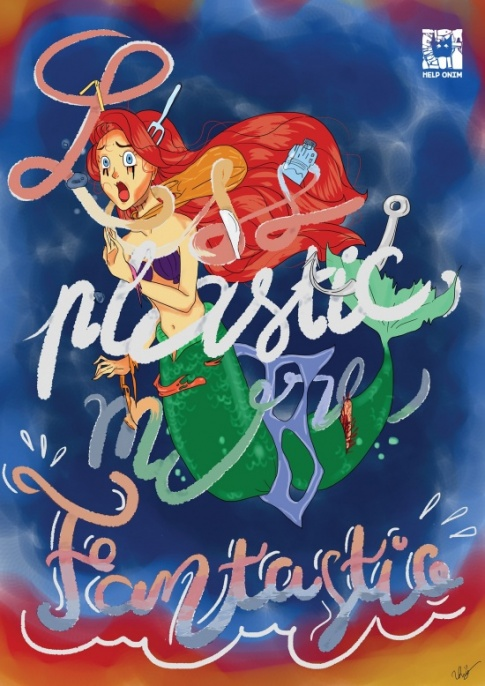 HELP ONIM
Less
plastic,
more
Fantastic